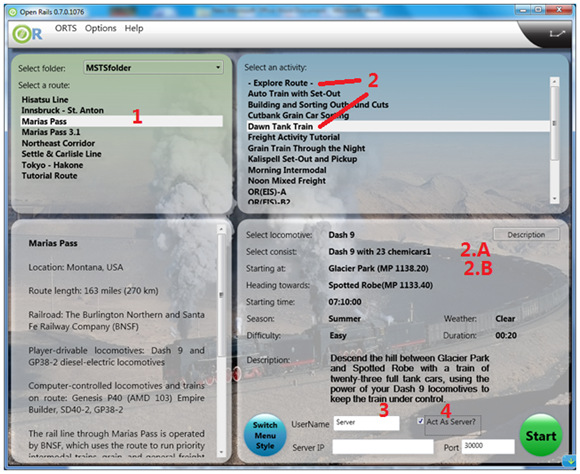 Open Rails 0.7.0.1076
OR ORTS Options Help
Select folder: MSTSfolder
Select a route:
Hisatsu Line
Innsbruck - St. Anton
Marias Pass
Marias Pass 3.1
Northeast Corridor
Settle & Carlisle Line
Tokyo - Hakone
Tutorial Route
1
Select an activity:
- Explore Route -
Auto Train with Set-Out
Building and Sorting Outbound Cuts
Cutbank Grain Car Sorting
Dawn Tank Train
Freight Activity Tutorial
Grain Train Through the Night
Kalispell Set-Out and Pickup
Morning Intermodal
Noon Mixed Freight
OR(EIS)-A
OR(EIS)-B2
2
Marias Pass
Location: Montana, USA
Route length: 163 miles (270 km)
Railroad: The Burlington Northern and Santa
Fe Railway Company (BNSF)
Player-drivable locomotives: Dash 9 and
GP38-2 diesel-electric locomotives
Computer-controlled locomotives and trains
on route: Genesis P40 (AMD 103) Empire
Builder, SD40-2, GP38-2
The rail line through Marias Pass is operated
by BNSF, which uses the route to run priority
intermodal trains, grain and general freight
Select locomotive: Dash 9
Description
Select consist: Dash 9 with 23 chemicars1
2.A
Starting at: Glacier Park (MP 1138.20)
2.B
Heading towards: Spotted Robe(MP 1133.40)
Starting time: 07:10:00
Season: Summer Weather: Clear
Difficulty: Easy Duration: 00:20
Description: Descend the hill between Glacier Park
and Spotted Robe with a train of
twenty-three full tank cars, using the
power of your Dash 9 locomotives to
keep the train under control.
3 4
Switch
Menu
Style
UserName Server Act As Server?
Server IP Port 30000
Start